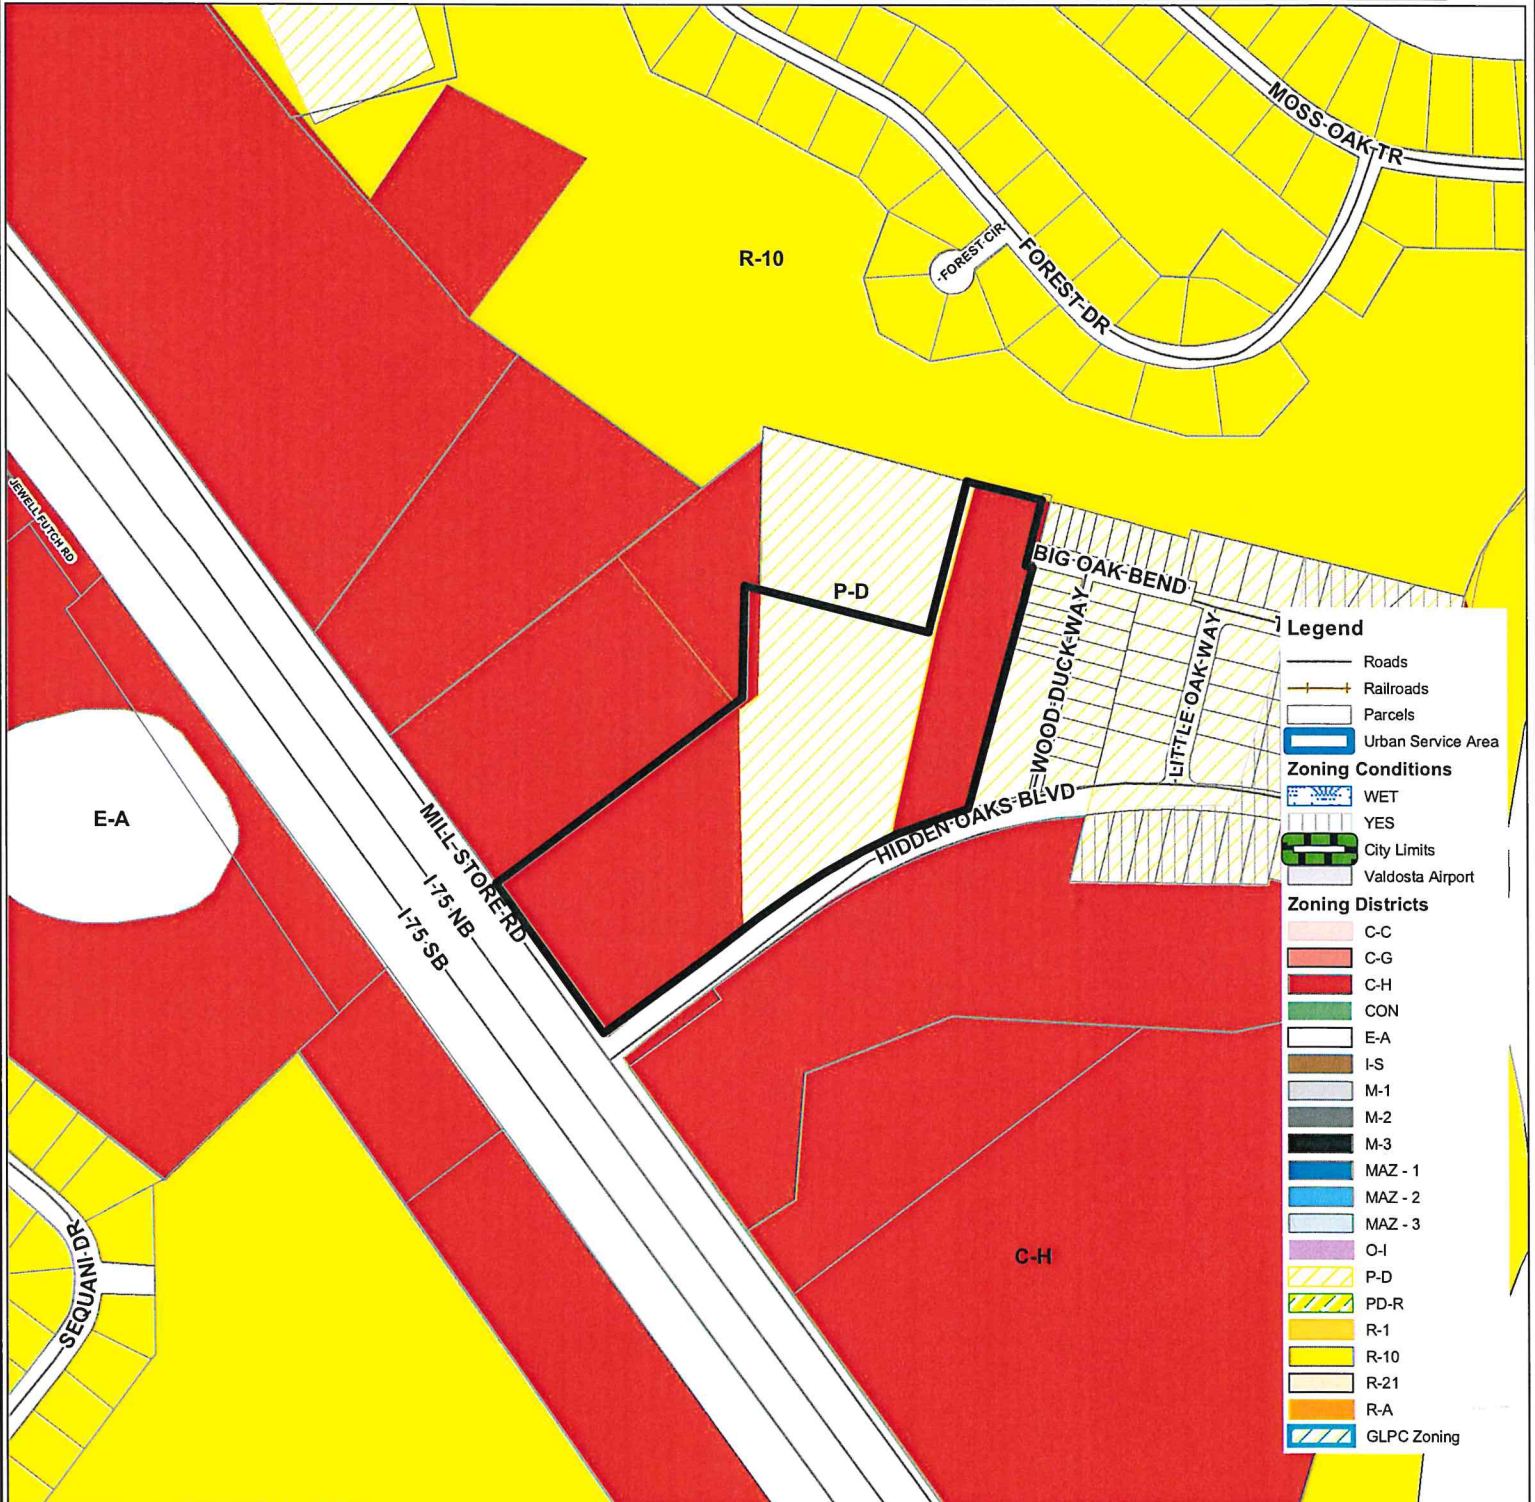 MOSS OAK TR
R-10
FOREST CIR
FOREST DR
JEWELL FUTCH RD
BIG OAK BEND
P-D
WOOD DUCK WAY
LITTLE OAK WAY
HIDDEN OAKS BLVD
E-A
MILL STORE RD
I-75 NB
I-75 SB
C-H
SEQUANI DR
Legend
Roads
Railroads
Parcels
Urban Service Area
Zoning Conditions
WET
YES
City Limits
Valdosta Airport
Zoning Districts
C-C
C-G
C-H
CON
E-A
I-S
M-1
M-2
M-3
MAZ - 1
MAZ - 2
MAZ - 3
O-I
P-D
PD-R
R-1
R-10
R-21
R-A
GLPC Zoning